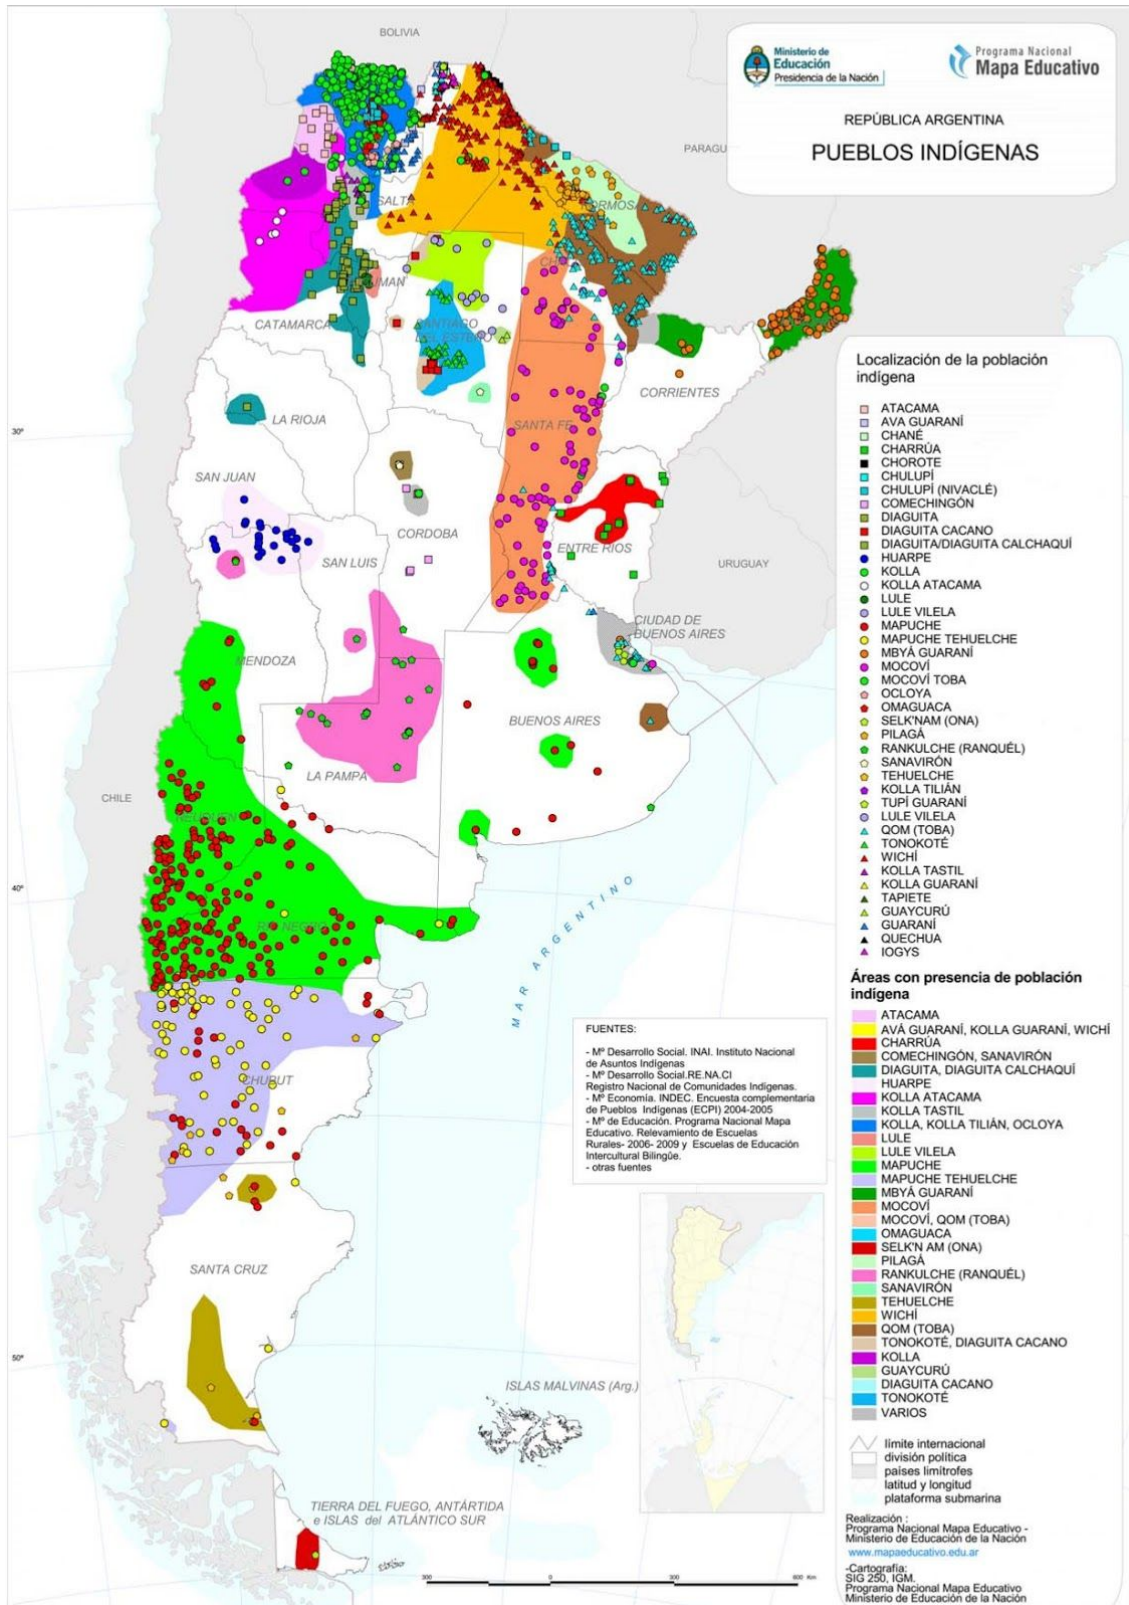 BOLIVIA
Ministerio de
Educación
Presidencia de la Nación
Programa Nacional
Mapa Educativo
REPÚBLICA ARGENTINA
PUEBLOS INDÍGENAS
PARAGU
SALTA
FORMOSA
CATAMARCA
SANTIAGO
DEL ESTERO
CORRIENTES
30°
LA RIOJA
SANTA FE
SAN JUAN
CORDOBA
ENTRE RIOS
SAN LUIS
URUGUAY
CIUDAD DE
BUENOS AIRES
MENDOZA
BUENOS AIRES
LA PAMPA
CHILE
NEUQUEN
40°
RIO NEGRO
MAR ARGENTINO
CHUBUT
SANTA CRUZ
50°
ISLAS MALVINAS (Arg.)
TIERRA DEL FUEGO, ANTÁRTIDA
e ISLAS del ATLÁNTICO SUR
300 0 300 600 Km
FUENTES:
- Mº Desarrollo Social. INAI. Instituto Nacional
de Asuntos Indígenas
- Mº Desarrollo Social.RE.NA.CI
Registro Nacional de Comunidades Indígenas.
- Mº Economía. INDEC. Encuesta complementaria
de Pueblos Indígenas (ECPI) 2004-2005
- Mº de Educación. Programa Nacional Mapa
Educativo. Relevamiento de Escuelas
Rurales- 2006- 2009 y Escuelas de Educación
Intercultural Bilingüe.
- otras fuentes
Localización de la población
indígena
ATACAMA
AVA GUARANÍ
CHANÉ
CHARRÚA
CHOROTE
CHULUPÍ
CHULUPÍ (NIVACLÉ)
COMECHINGÓN
DIAGUITA
DIAGUITA CACANO
DIAGUITA/DIAGUITA CALCHAQUÍ
HUARPE
KOLLA
KOLLA ATACAMA
LULE
LULE VILELA
MAPUCHE
MAPUCHE TEHUELCHE
MBYÁ GUARANÍ
MOCOVÍ
MOCOVÍ TOBA
OCLOYA
OMAGUACA
SELK'NAM (ONA)
PILAGÁ
RANKULCHE (RANQUÉL)
SANAVIRÓN
TEHUELCHE
KOLLA TILIÁN
TUPÍ GUARANÍ
LULE VILELA
QOM (TOBA)
TONOKOTÉ
WICHÍ
KOLLA TASTIL
KOLLA GUARANÍ
TAPIETE
GUAYCURÚ
GUARANÍ
QUECHUA
IOGYS
Áreas con presencia de población
indígena
ATACAMA
AVÁ GUARANÍ, KOLLA GUARANÍ, WICHÍ
CHARRÚA
COMECHINGÓN, SANAVIRÓN
DIAGUITA, DIAGUITA CALCHAQUÍ
HUARPE
KOLLA ATACAMA
KOLLA TASTIL
KOLLA, KOLLA TILIÁN, OCLOYA
LULE
LULE VILELA
MAPUCHE
MAPUCHE TEHUELCHE
MBYÁ GUARANÍ
MOCOVÍ
MOCOVÍ, QOM (TOBA)
OMAGUACA
SELK'N AM (ONA)
PILAGÁ
RANKULCHE (RANQUÉL)
SANAVIRÓN
TEHUELCHE
WICHÍ
QOM (TOBA)
TONOKOTÉ, DIAGUITA CACANO
KOLLA
GUAYCURÚ
DIAGUITA CACANO
TONOKOTÉ
VARIOS
límite internacional
división política
países limítrofes
latitud y longitud
plataforma submarina
Realización :
Programa Nacional Mapa Educativo -
Ministerio de Educación de la Nación
www.mapaeducativo.edu.ar
-Cartografía:
SIG 250, IGM.
Programa Nacional Mapa Educativo
Ministerio de Educación de la Nación